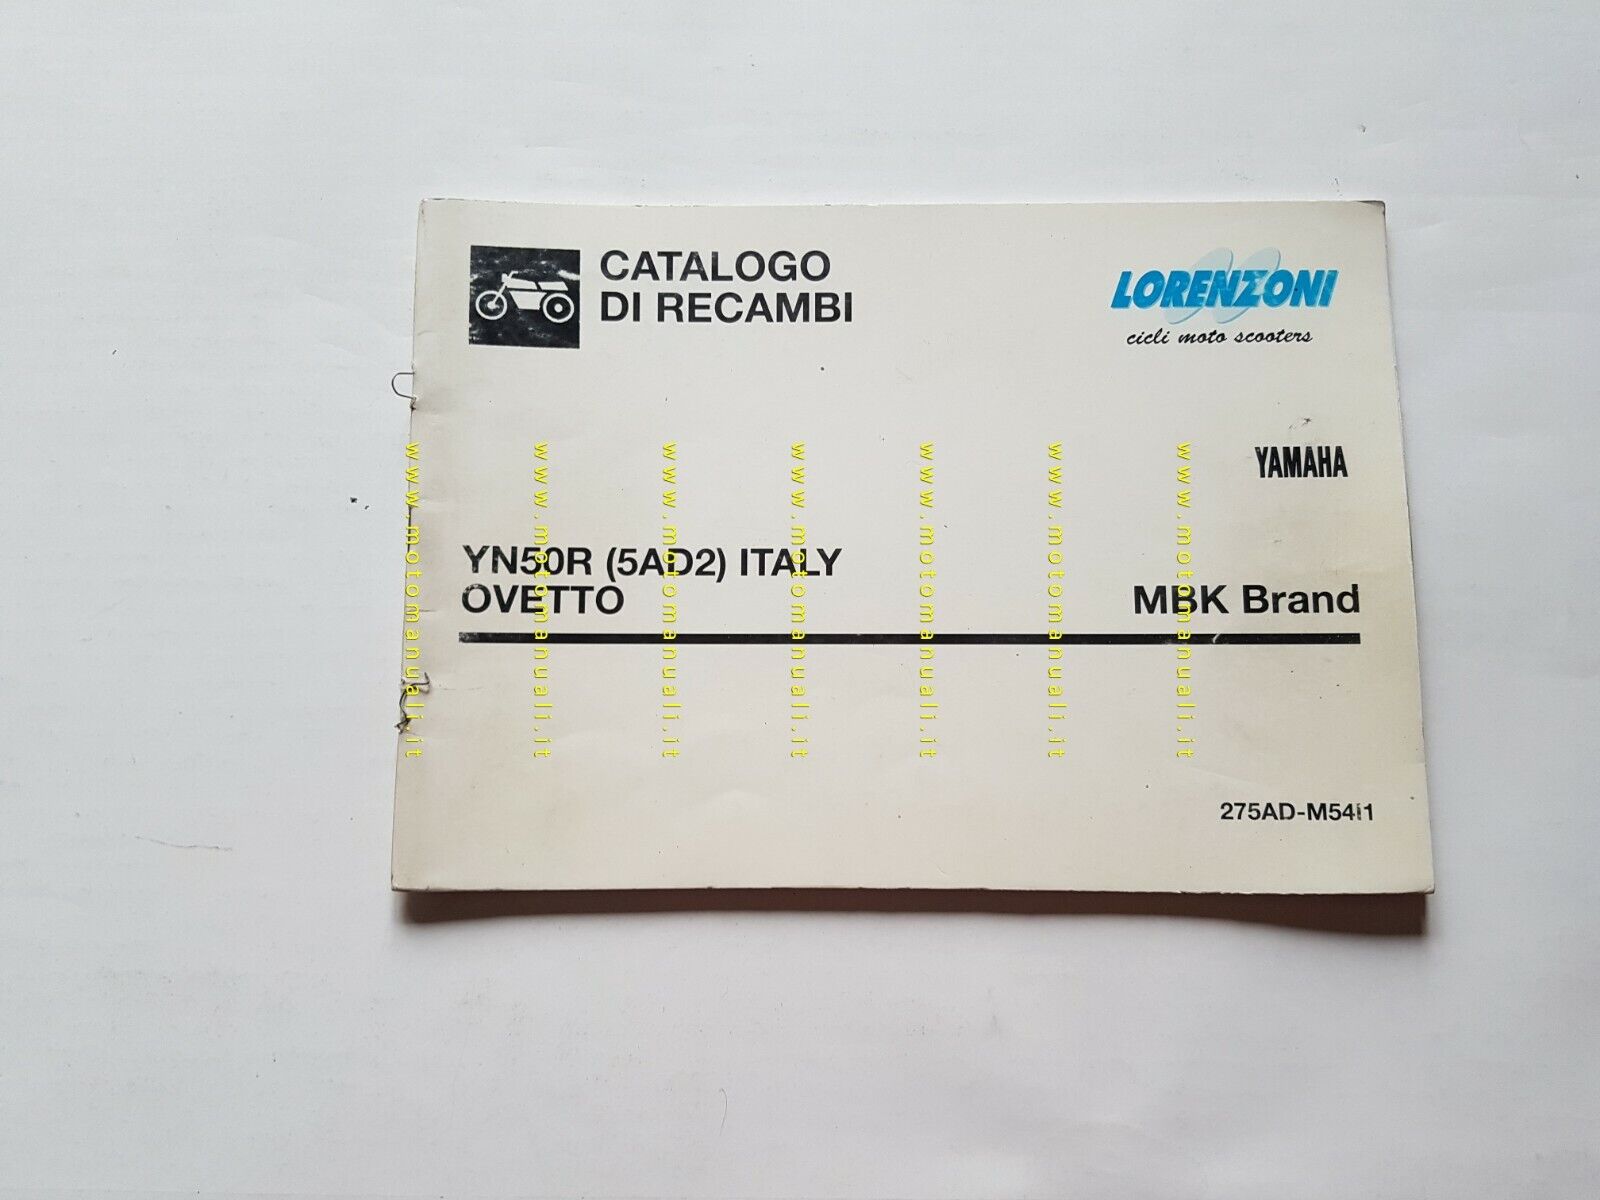 CATALOGO
DI RECAMBI
LORENZONI
cicli moto scooters
YAMAHA
YN50R (5AD2) ITALY
OVETTO
MBK Brand
275AD-M54I1
www.motomanuali.it
www.motomanuali.it
www.motomanuali.it
www.motomanuali.it
www.motomanuali.it
www.motomanuali.it
www.motomanuali.it